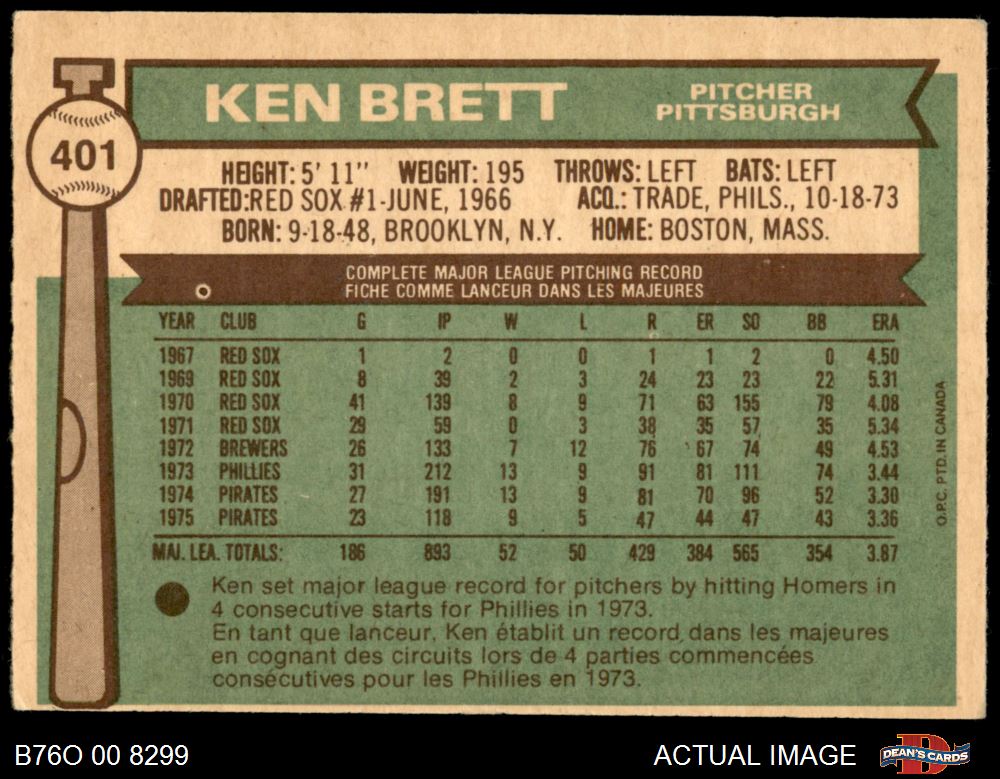 KEN BRETT
PITCHER
PITTSBURGH
401
HEIGHT: 5' 11" WEIGHT: 195 THROWS: LEFT BATS: LEFT
DRAFTED: RED SOX #1-JUNE, 1966 ACQ.: TRADE, PHILS., 10-18-73
BORN: 9-18-48, BROOKLYN, N.Y. HOME: BOSTON, MASS.
COMPLETE MAJOR LEAGUE PITCHING RECORD
FICHE COMME LANCEUR DANS LES MAJEURES
YEAR CLUB G IP W L R ER SO BB ERA
1967 RED SOX 1 2 0 0 1 1 2 0 4.50
1969 RED SOX 8 39 2 3 24 23 23 22 5.31
1970 RED SOX 41 139 8 9 71 63 155 79 4.08
1971 RED SOX 29 59 0 3 38 35 57 35 5.34
1972 BREWERS 26 133 7 12 76 67 74 49 4.53
1973 PHILLIES 31 212 13 9 91 81 111 74 3.44
1974 PIRATES 27 191 13 9 81 70 96 52 3.30
1975 PIRATES 23 118 9 5 47 44 47 43 3.36
MAJ. LEA. TOTALS: 186 893 52 50 429 384 565 354 3.87
Ken set major league record for pitchers by hitting Homers in
4 consecutive starts for Phillies in 1973.
En tant que lanceur, Ken établit un record dans les majeures
en cognant des circuits lors de 4 parties commencées
consécutives pour les Phillies en 1973.
O.P.C. PTD. IN CANADA
B76O 00 8299
ACTUAL IMAGE
DEAN'S CARDS